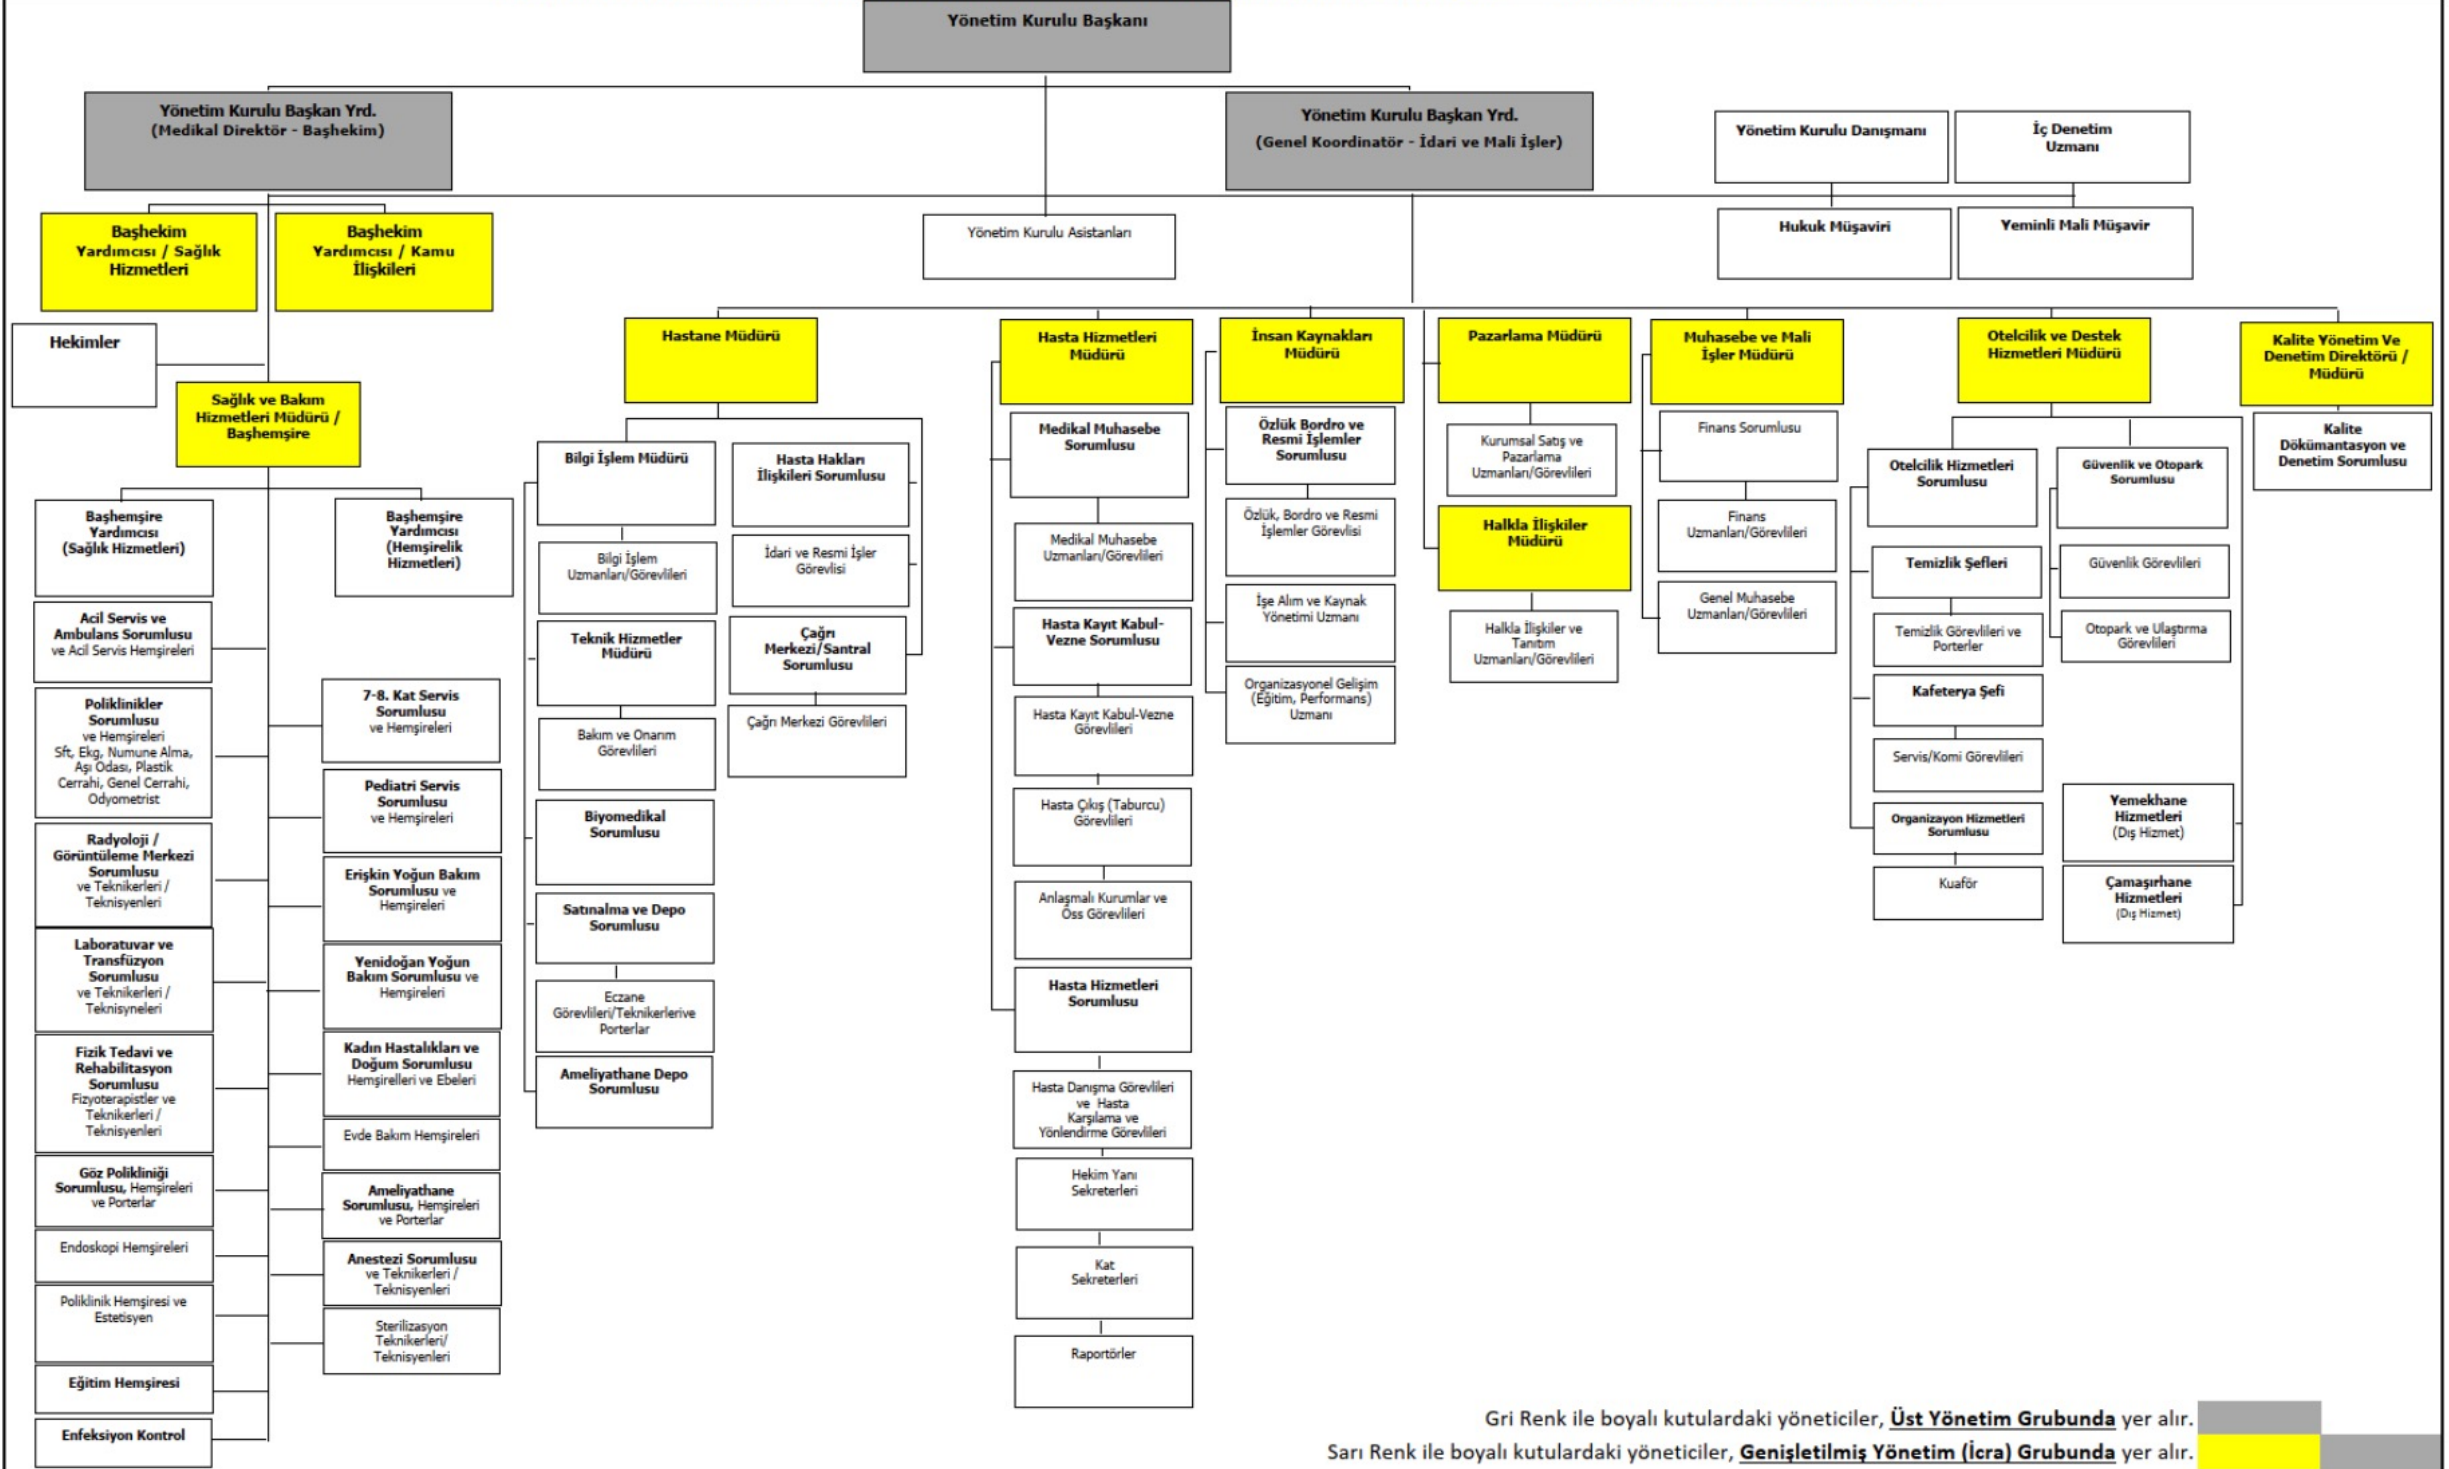 Yönetim Kurulu Başkanı
Yönetim Kurulu Başkan Yrd.
(Medikal Direktör - Başhekim)
Yönetim Kurulu Başkan Yrd.
(Genel Koordinatör - İdari ve Mali İşler)
Yönetim Kurulu Danışmanı
İç Denetim
Uzmanı
Başhekim
Yardımcısı / Sağlık
Hizmetleri
Başhekim
Yardımcısı / Kamu
İlişkileri
Yönetim Kurulu Asistanları
Hukuk Müşaviri
Yeminli Mali Müşavir
Hekimler
Sağlık ve Bakım
Hizmetleri Müdürü /
Başhemşire
Başhemşire
Yardımcısı
(Sağlık Hizmetleri)
Başhemşire
Yardımcısı
(Hemşirelik
Hizmetleri)
Acil Servis ve
Ambulans Sorumlusu
ve Acil Servis Hemşireleri
Poliklinikler
Sorumlusu
ve Hemşireleri
Sft, Ekg, Numune Alma,
Aşı Odası, Plastik
Cerrahi, Genel Cerrahi,
Odyometrist
Radyoloji /
Görüntüleme Merkezi
Sorumlusu
ve Teknikerleri /
Teknisyenleri
Laboratuvar ve
Transfüzyon
Sorumlusu
ve Teknikerleri /
Teknisyneleri
Fizik Tedavi ve
Rehabilitasyon
Sorumlusu
Fizyoterapistler ve
Teknikerleri /
Teknisyenleri
Göz Polikliniği
Sorumlusu, Hemşireleri
ve Porterlar
Endoskopi Hemşireleri
Poliklinik Hemşiresi ve
Estetisyen
Eğitim Hemşiresi
Enfeksiyon Kontrol
7-8. Kat Servis
Sorumlusu
ve Hemşireleri
Pediatri Servis
Sorumlusu
ve Hemşireleri
Erişkin Yoğun Bakım
Sorumlusu ve
Hemşireleri
Yenidoğan Yoğun
Bakım Sorumlusu ve
Hemşireleri
Kadın Hastalıkları ve
Doğum Sorumlusu
Hemşirelleri ve Ebeleri
Evde Bakım Hemşireleri
Ameliyathane
Sorumlusu, Hemşireleri
ve Porterlar
Anestezi Sorumlusu
ve Teknikerleri /
Teknisyenleri
Sterilizasyon
Teknikerleri/
Teknisyenleri
Hastane Müdürü
Bilgi İşlem Müdürü
Bilgi İşlem
Uzmanları/Görevlileri
Teknik Hizmetler
Müdürü
Bakım ve Onarım
Görevlileri
Biyomedikal
Sorumlusu
Satınalma ve Depo
Sorumlusu
Eczane
Görevlileri/Teknikerlerive
Porterlar
Ameliyathane Depo
Sorumlusu
Hasta Hakları
İlişkileri Sorumlusu
İdari ve Resmi İşler
Görevlisi
Çağrı
Merkezi/Santral
Sorumlusu
Çağrı Merkezi Görevlileri
Hasta Hizmetleri
Müdürü
Medikal Muhasebe
Sorumlusu
Medikal Muhasebe
Uzmanları/Görevlileri
Hasta Kayıt Kabul-
Vezne Sorumlusu
Hasta Kayıt Kabul-Vezne
Görevlileri
Hasta Çıkış (Taburcu)
Görevlileri
Anlaşmalı Kurumlar ve
Öss Görevlileri
Hasta Hizmetleri
Sorumlusu
Hasta Danışma Görevlileri
ve Hasta
Karşılama ve
Yönlendirme Görevlileri
Hekim Yanı
Sekreterleri
Kat
Sekreterleri
Raportörler
İnsan Kaynakları
Müdürü
Özlük Bordro ve
Resmi İşlemler
Sorumlusu
Özlük, Bordro ve Resmi
İşlemler Görevlisi
İşe Alım ve Kaynak
Yönetimi Uzmanı
Organizasyonel Gelişim
(Eğitim, Performans)
Uzmanı
Pazarlama Müdürü
Kurumsal Satış ve
Pazarlama
Uzmanları/Görevlileri
Halkla İlişkiler
Müdürü
Halkla İlişkiler ve
Tanıtım
Uzmanları/Görevlileri
Muhasebe ve Mali
İşler Müdürü
Finans Sorumlusu
Finans
Uzmanları/Görevlileri
Genel Muhasebe
Uzmanları/Görevlileri
Otelcilik ve Destek
Hizmetleri Müdürü
Otelcilik Hizmetleri
Sorumlusu
Temizlik Şefleri
Temizlik Görevlileri ve
Porterler
Kafeterya Şefi
Servis/Komi Görevlileri
Organizayon Hizmetleri
Sorumlusu
Kuaför
Güvenlik ve Otopark
Sorumlusu
Güvenlik Görevlileri
Otopark ve Ulaştırma
Görevlileri
Yemekhane
Hizmetleri
(Dış Hizmet)
Çamaşırhane
Hizmetleri
(Dış Hizmet)
Kalite Yönetim Ve
Denetim Direktörü /
Müdürü
Kalite
Dökümantasyon ve
Denetim Sorumlusu
Gri Renk ile boyalı kutulardaki yöneticiler, Üst Yönetim Grubunda yer alır.
Sarı Renk ile boyalı kutulardaki yöneticiler, Genişletilmiş Yönetim (İcra) Grubunda yer alır.